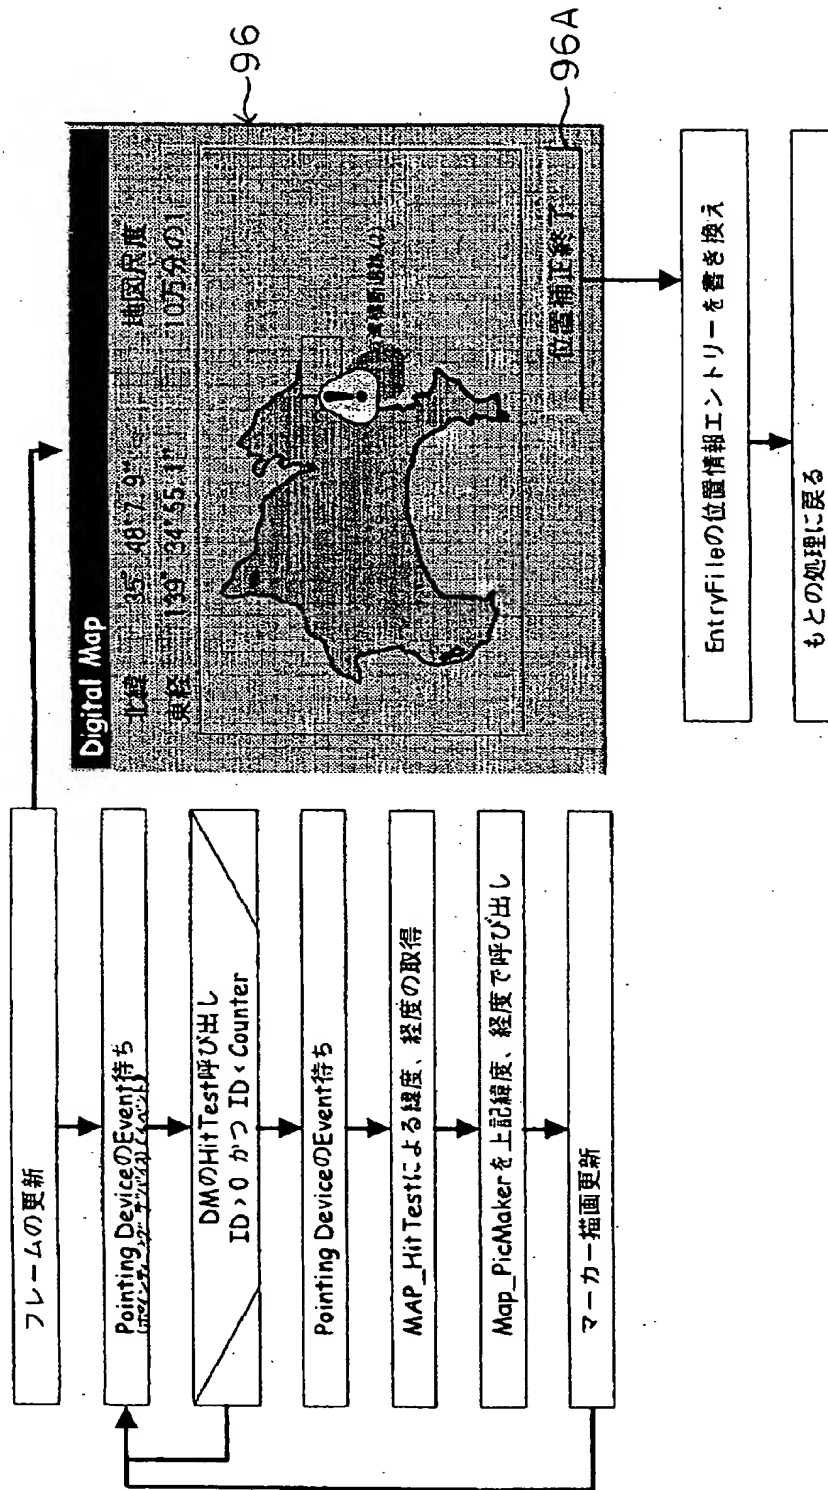 フレームの更新
Pointing DeviceのEvent待ち
(ポインティング デバイス) (イベント)
DMのHitTest呼び出し
ID>0 かつ ID<Counter
Pointing DeviceのEvent待ち
MAP_HitTestによる緯度、経度の取得
Map_PicMakerを上記緯度、経度で呼び出し
マーカー描画更新
Digital Map
北緯 35°48'7.9" 地図尺度
東経 139°34'55.1" 10万分の1
横断道路(2)
位置補正終了
96
96A
EntryFileの位置情報エントリーを書き換え
もとの処理に戻る